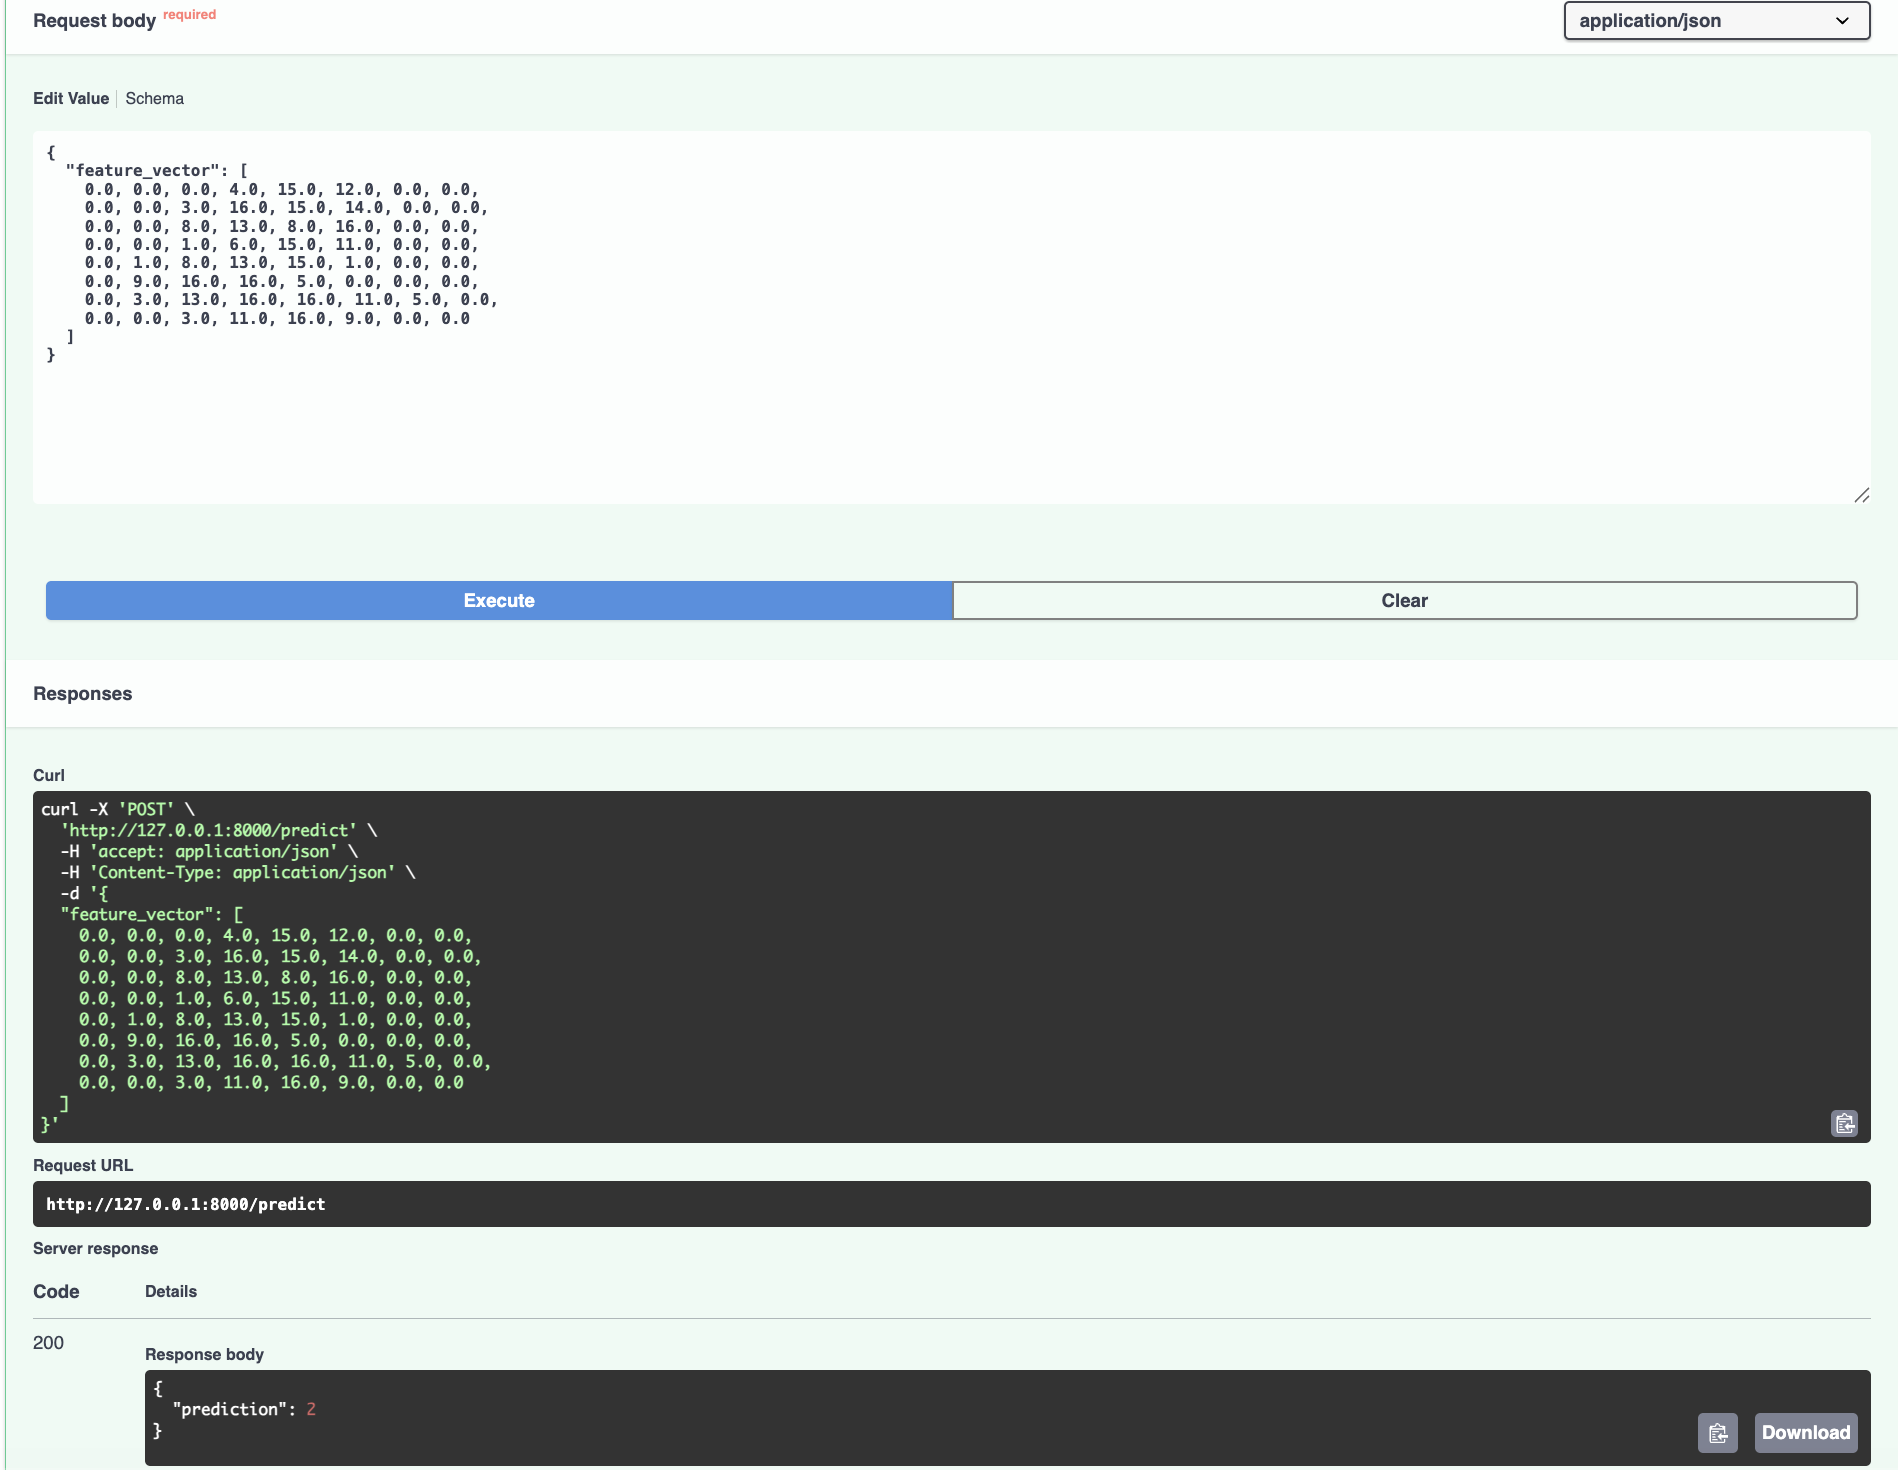 Request body required
application/json
Edit Value Schema
{
  "feature_vector": [
    0.0, 0.0, 0.0, 4.0, 15.0, 12.0, 0.0, 0.0,
    0.0, 0.0, 3.0, 16.0, 15.0, 14.0, 0.0, 0.0,
    0.0, 0.0, 8.0, 13.0, 8.0, 16.0, 0.0, 0.0,
    0.0, 0.0, 1.0, 6.0, 15.0, 11.0, 0.0, 0.0,
    0.0, 1.0, 8.0, 13.0, 15.0, 1.0, 0.0, 0.0,
    0.0, 9.0, 16.0, 16.0, 5.0, 0.0, 0.0, 0.0,
    0.0, 3.0, 13.0, 16.0, 16.0, 11.0, 5.0, 0.0,
    0.0, 0.0, 3.0, 11.0, 16.0, 9.0, 0.0, 0.0
  ]
}
Execute
Clear
Responses
Curl
curl -X 'POST' \
  'http://127.0.0.1:8000/predict' \
  -H 'accept: application/json' \
  -H 'Content-Type: application/json' \
  -d '{
  "feature_vector": [
    0.0, 0.0, 0.0, 4.0, 15.0, 12.0, 0.0, 0.0,
    0.0, 0.0, 3.0, 16.0, 15.0, 14.0, 0.0, 0.0,
    0.0, 0.0, 8.0, 13.0, 8.0, 16.0, 0.0, 0.0,
    0.0, 0.0, 1.0, 6.0, 15.0, 11.0, 0.0, 0.0,
    0.0, 1.0, 8.0, 13.0, 15.0, 1.0, 0.0, 0.0,
    0.0, 9.0, 16.0, 16.0, 5.0, 0.0, 0.0, 0.0,
    0.0, 3.0, 13.0, 16.0, 16.0, 11.0, 5.0, 0.0,
    0.0, 0.0, 3.0, 11.0, 16.0, 9.0, 0.0, 0.0
  ]
}'
Request URL
http://127.0.0.1:8000/predict
Server response
Code Details
200
Response body
{
  "prediction": 2
}
Download